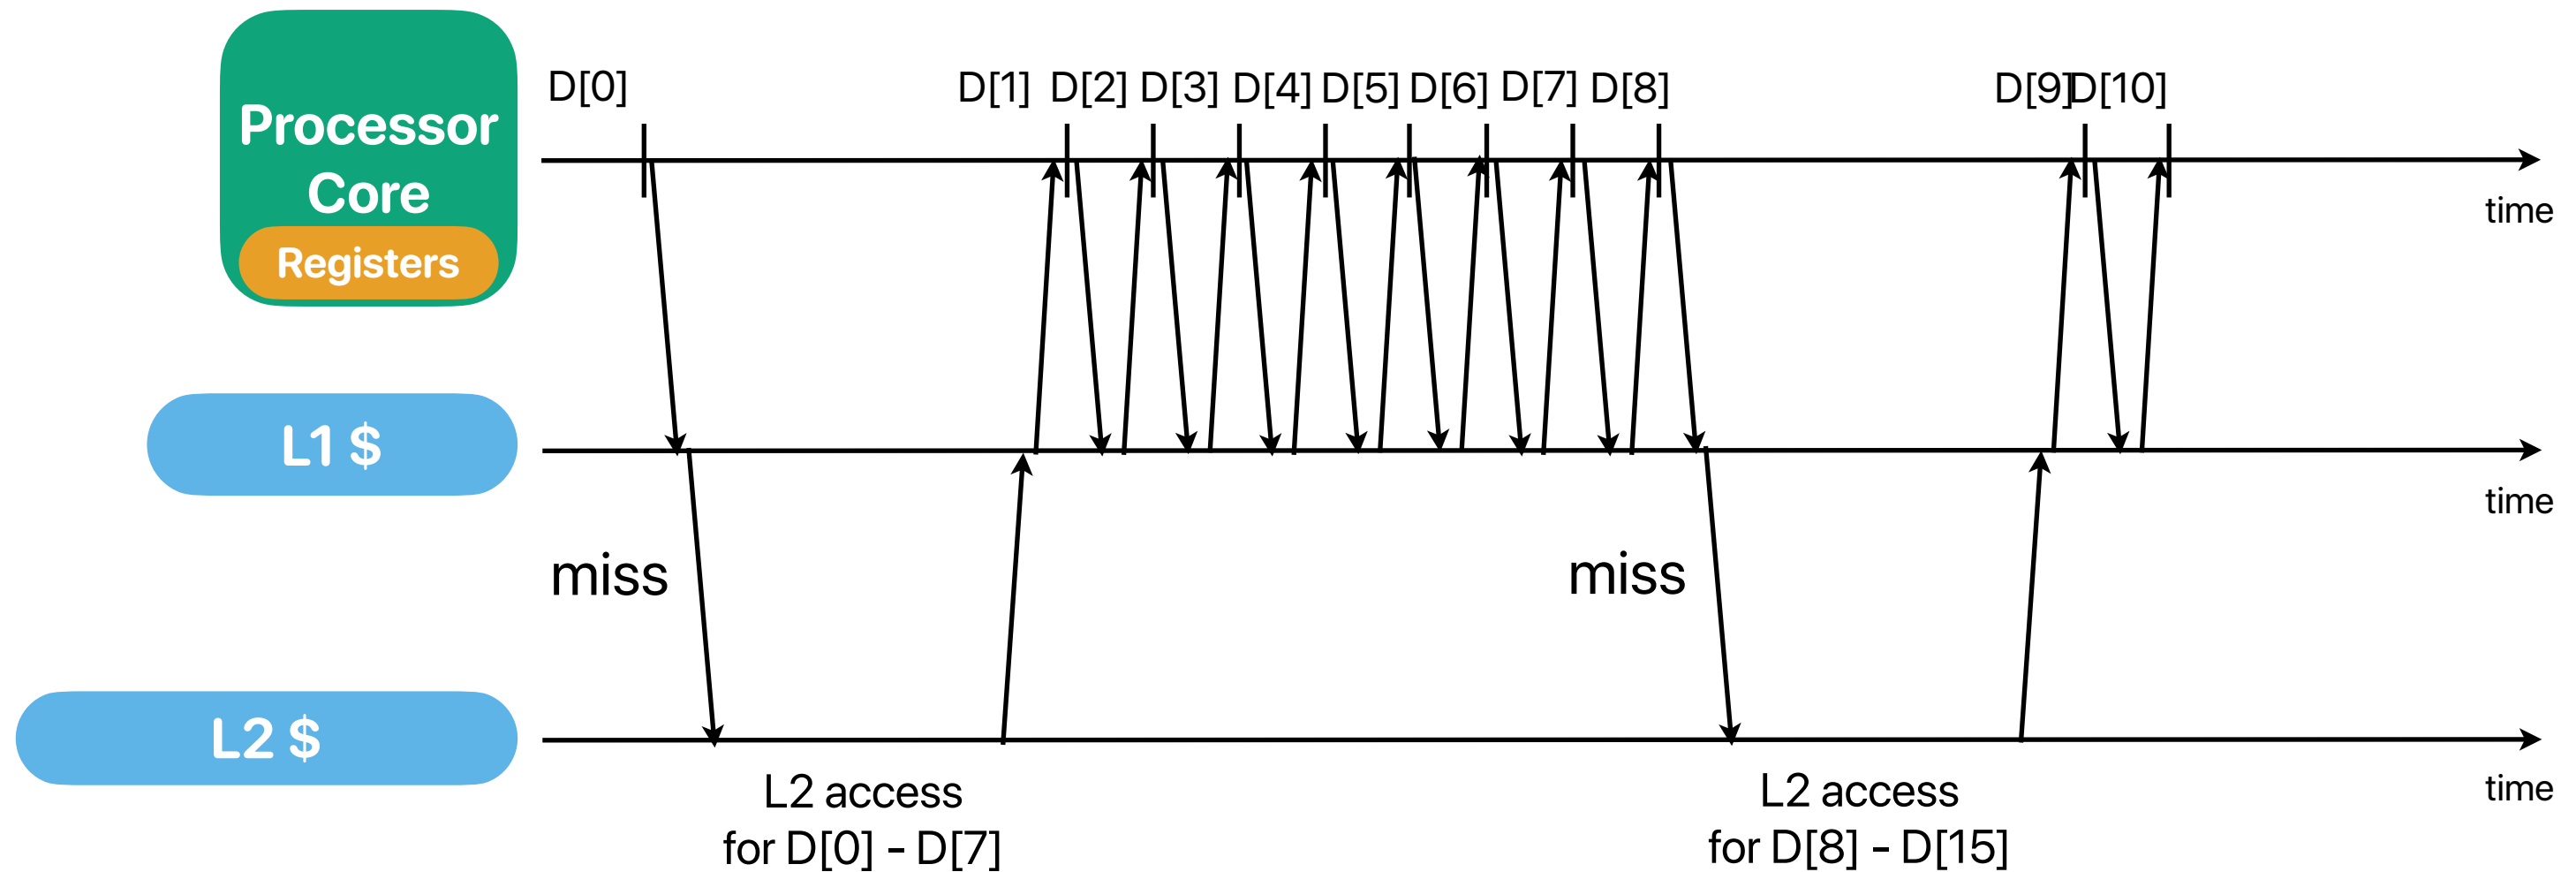 D[0] D[1] D[2] D[3] D[4] D[5] D[6] D[7] D[8] D[9] D[10]
Processor
Core
Registers
time
L1 $
time
miss miss
L2 $
time
L2 access
for D[0] - D[7]
L2 access
for D[8] - D[15]